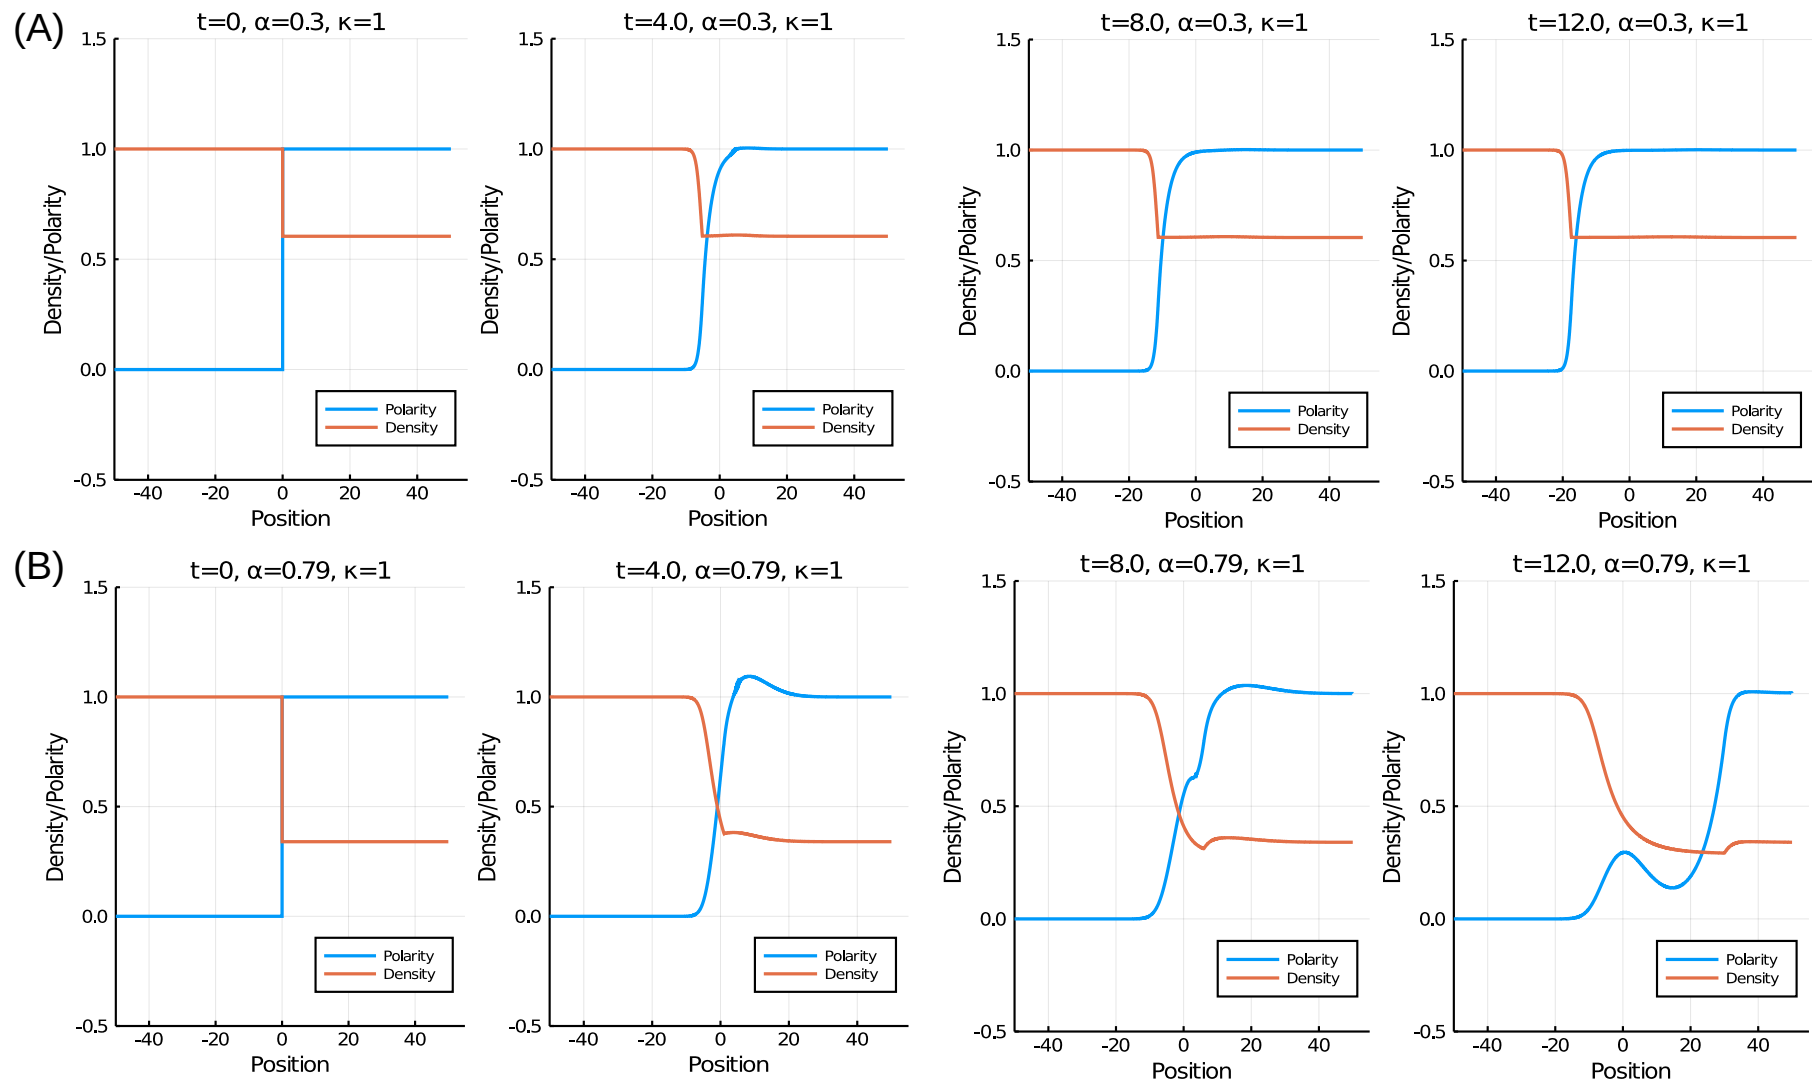 (A)
t=0, α=0.3, κ=1
1.5
1.0
0.5
0.0
-0.5
Density/Polarity
-40 -20 0 20 40
Position
Polarity
Density
t=4.0, α=0.3, κ=1
1.5
1.0
0.5
0.0
-0.5
Density/Polarity
-40 -20 0 20 40
Position
Polarity
Density
t=8.0, α=0.3, κ=1
1.5
1.0
0.5
0.0
-0.5
Density/Polarity
-40 -20 0 20 40
Position
Polarity
Density
t=12.0, α=0.3, κ=1
1.5
1.0
0.5
0.0
-0.5
Density/Polarity
-40 -20 0 20 40
Position
Polarity
Density
(B)
t=0, α=0.79, κ=1
1.5
1.0
0.5
0.0
-0.5
Density/Polarity
-40 -20 0 20 40
Position
Polarity
Density
t=4.0, α=0.79, κ=1
1.5
1.0
0.5
0.0
-0.5
Density/Polarity
-40 -20 0 20 40
Position
Polarity
Density
t=8.0, α=0.79, κ=1
1.5
1.0
0.5
0.0
-0.5
Density/Polarity
-40 -20 0 20 40
Position
Polarity
Density
t=12.0, α=0.79, κ=1
1.5
1.0
0.5
0.0
-0.5
Density/Polarity
-40 -20 0 20 40
Position
Polarity
Density